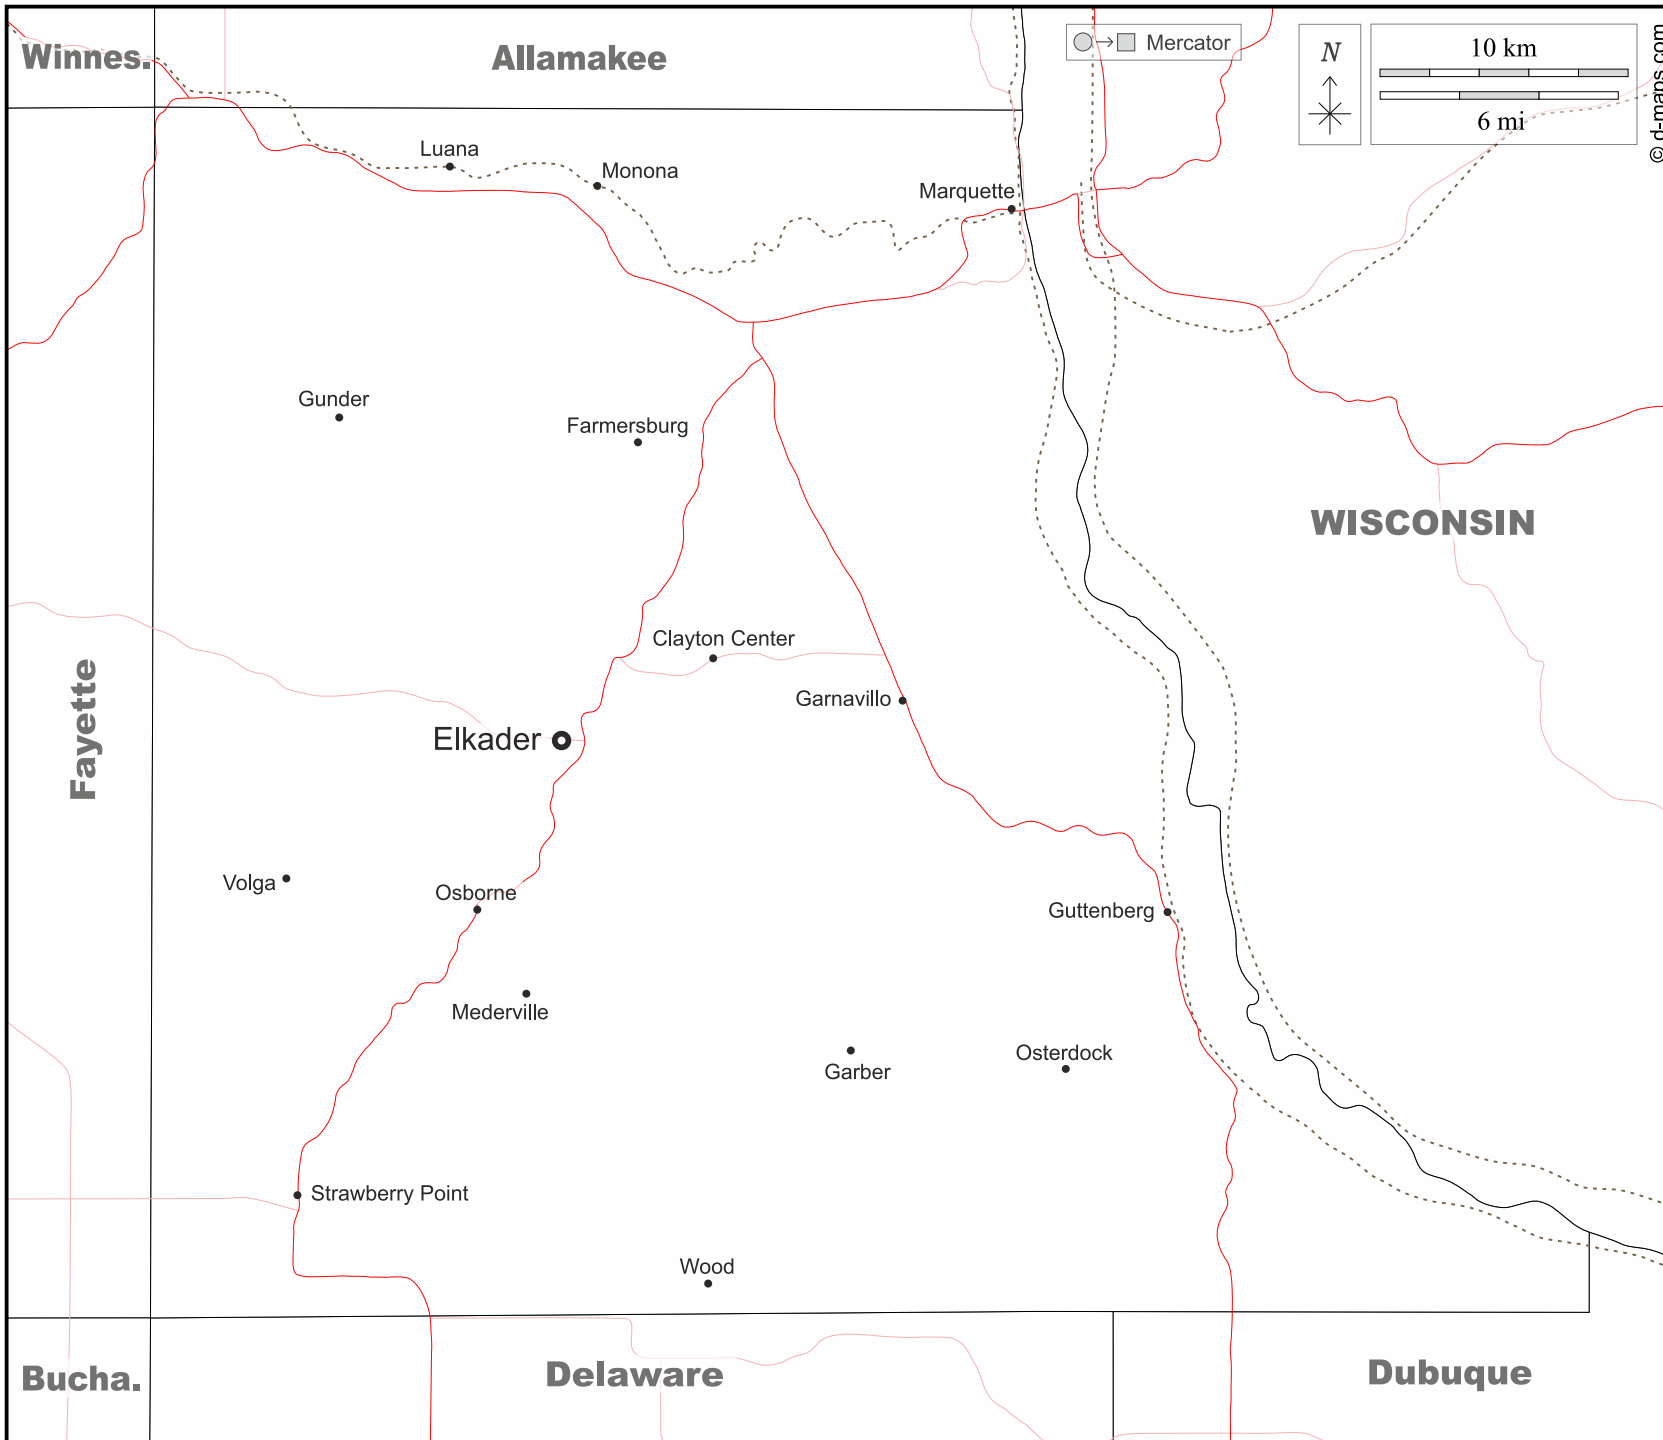 Winnes.
Allamakee
Mercator
N
10 km
6 mi
© d-maps.com
Luana
Monona
Marquette
Gunder
Farmersburg
WISCONSIN
Clayton Center
Garnavillo
Fayette
Elkader
Volga
Osborne
Guttenberg
Mederville
Garber
Osterdock
Strawberry Point
Wood
Bucha.
Delaware
Dubuque